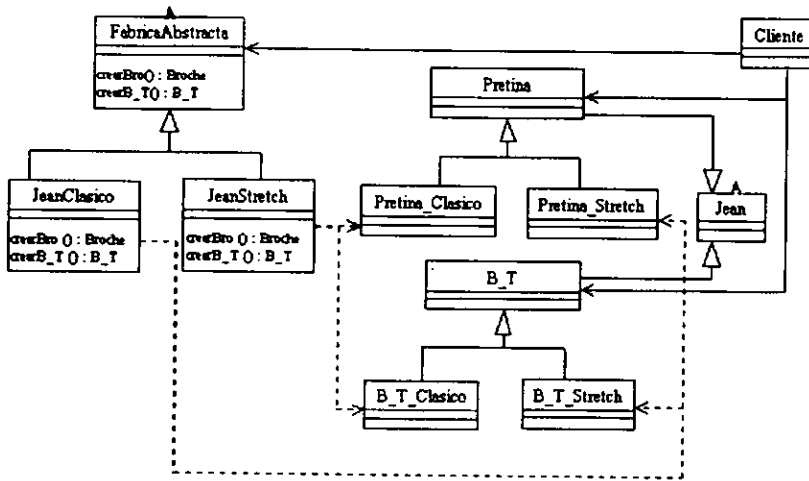 A
FabricaAbstracta
crearBro() : Broche
crearB_T() : B_T
Cliente
Pretina
JeanClasico
crearBro () : Broche
crearB_T () : B_T
JeanStretch
crearBro () : Broche
crearB_T () : B_T
Pretina_Clasico
Pretina_Stretch
A
Jean
B_T
B_T_Clasico
B_T_Stretch